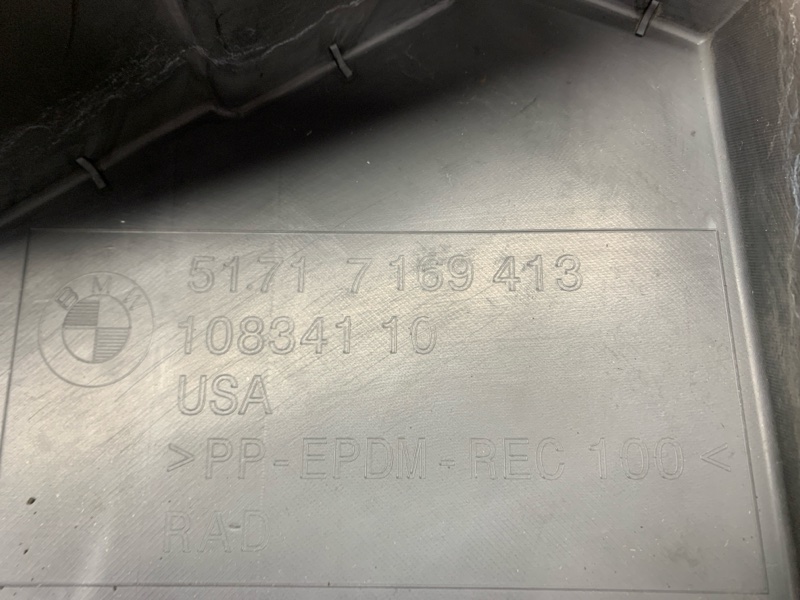 BMW
51.71 7 169 413
108341 10
USA
>PP-EPDM-REC 100<
RAD